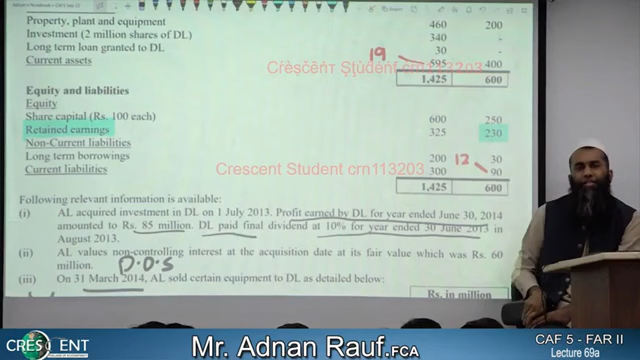 Adnan's Notebook » CAF5 sep 23
Property, plant and equipment 460 200
Investment (2 million shares of DL) 340 -
Long term loan granted to DL 30 -
19
Current assets 595 400
Crèşčêñт Şţüdëñf crn113203
1,425 600
Equity and liabilities
Equity
Share capital (Rs. 100 each) 600 250
Retained earnings 325 230
Non-Current liabilities
Long term borrowings 200 12 30
Current liabilities 300 90
Crescent Student crn113203
1,425 600
Following relevant information is available:
(i) AL acquired investment in DL on 1 July 2013. Profit earned by DL for year ended June 30, 2014
amounted to Rs. 85 million. DL paid final dividend at 10% for year ended 30 June 2013 in
August 2013.
(ii) AL values non-controlling interest at the acquisition date at its fair value which was Rs. 60
million.
D.O.S
(iii) On 31 March 2014, AL sold certain equipment to DL as detailed below:
Rs. in million
CRESCENT
Mr. Adnan Rauf.FCA
CAF 5 - FAR II
Lecture 69a